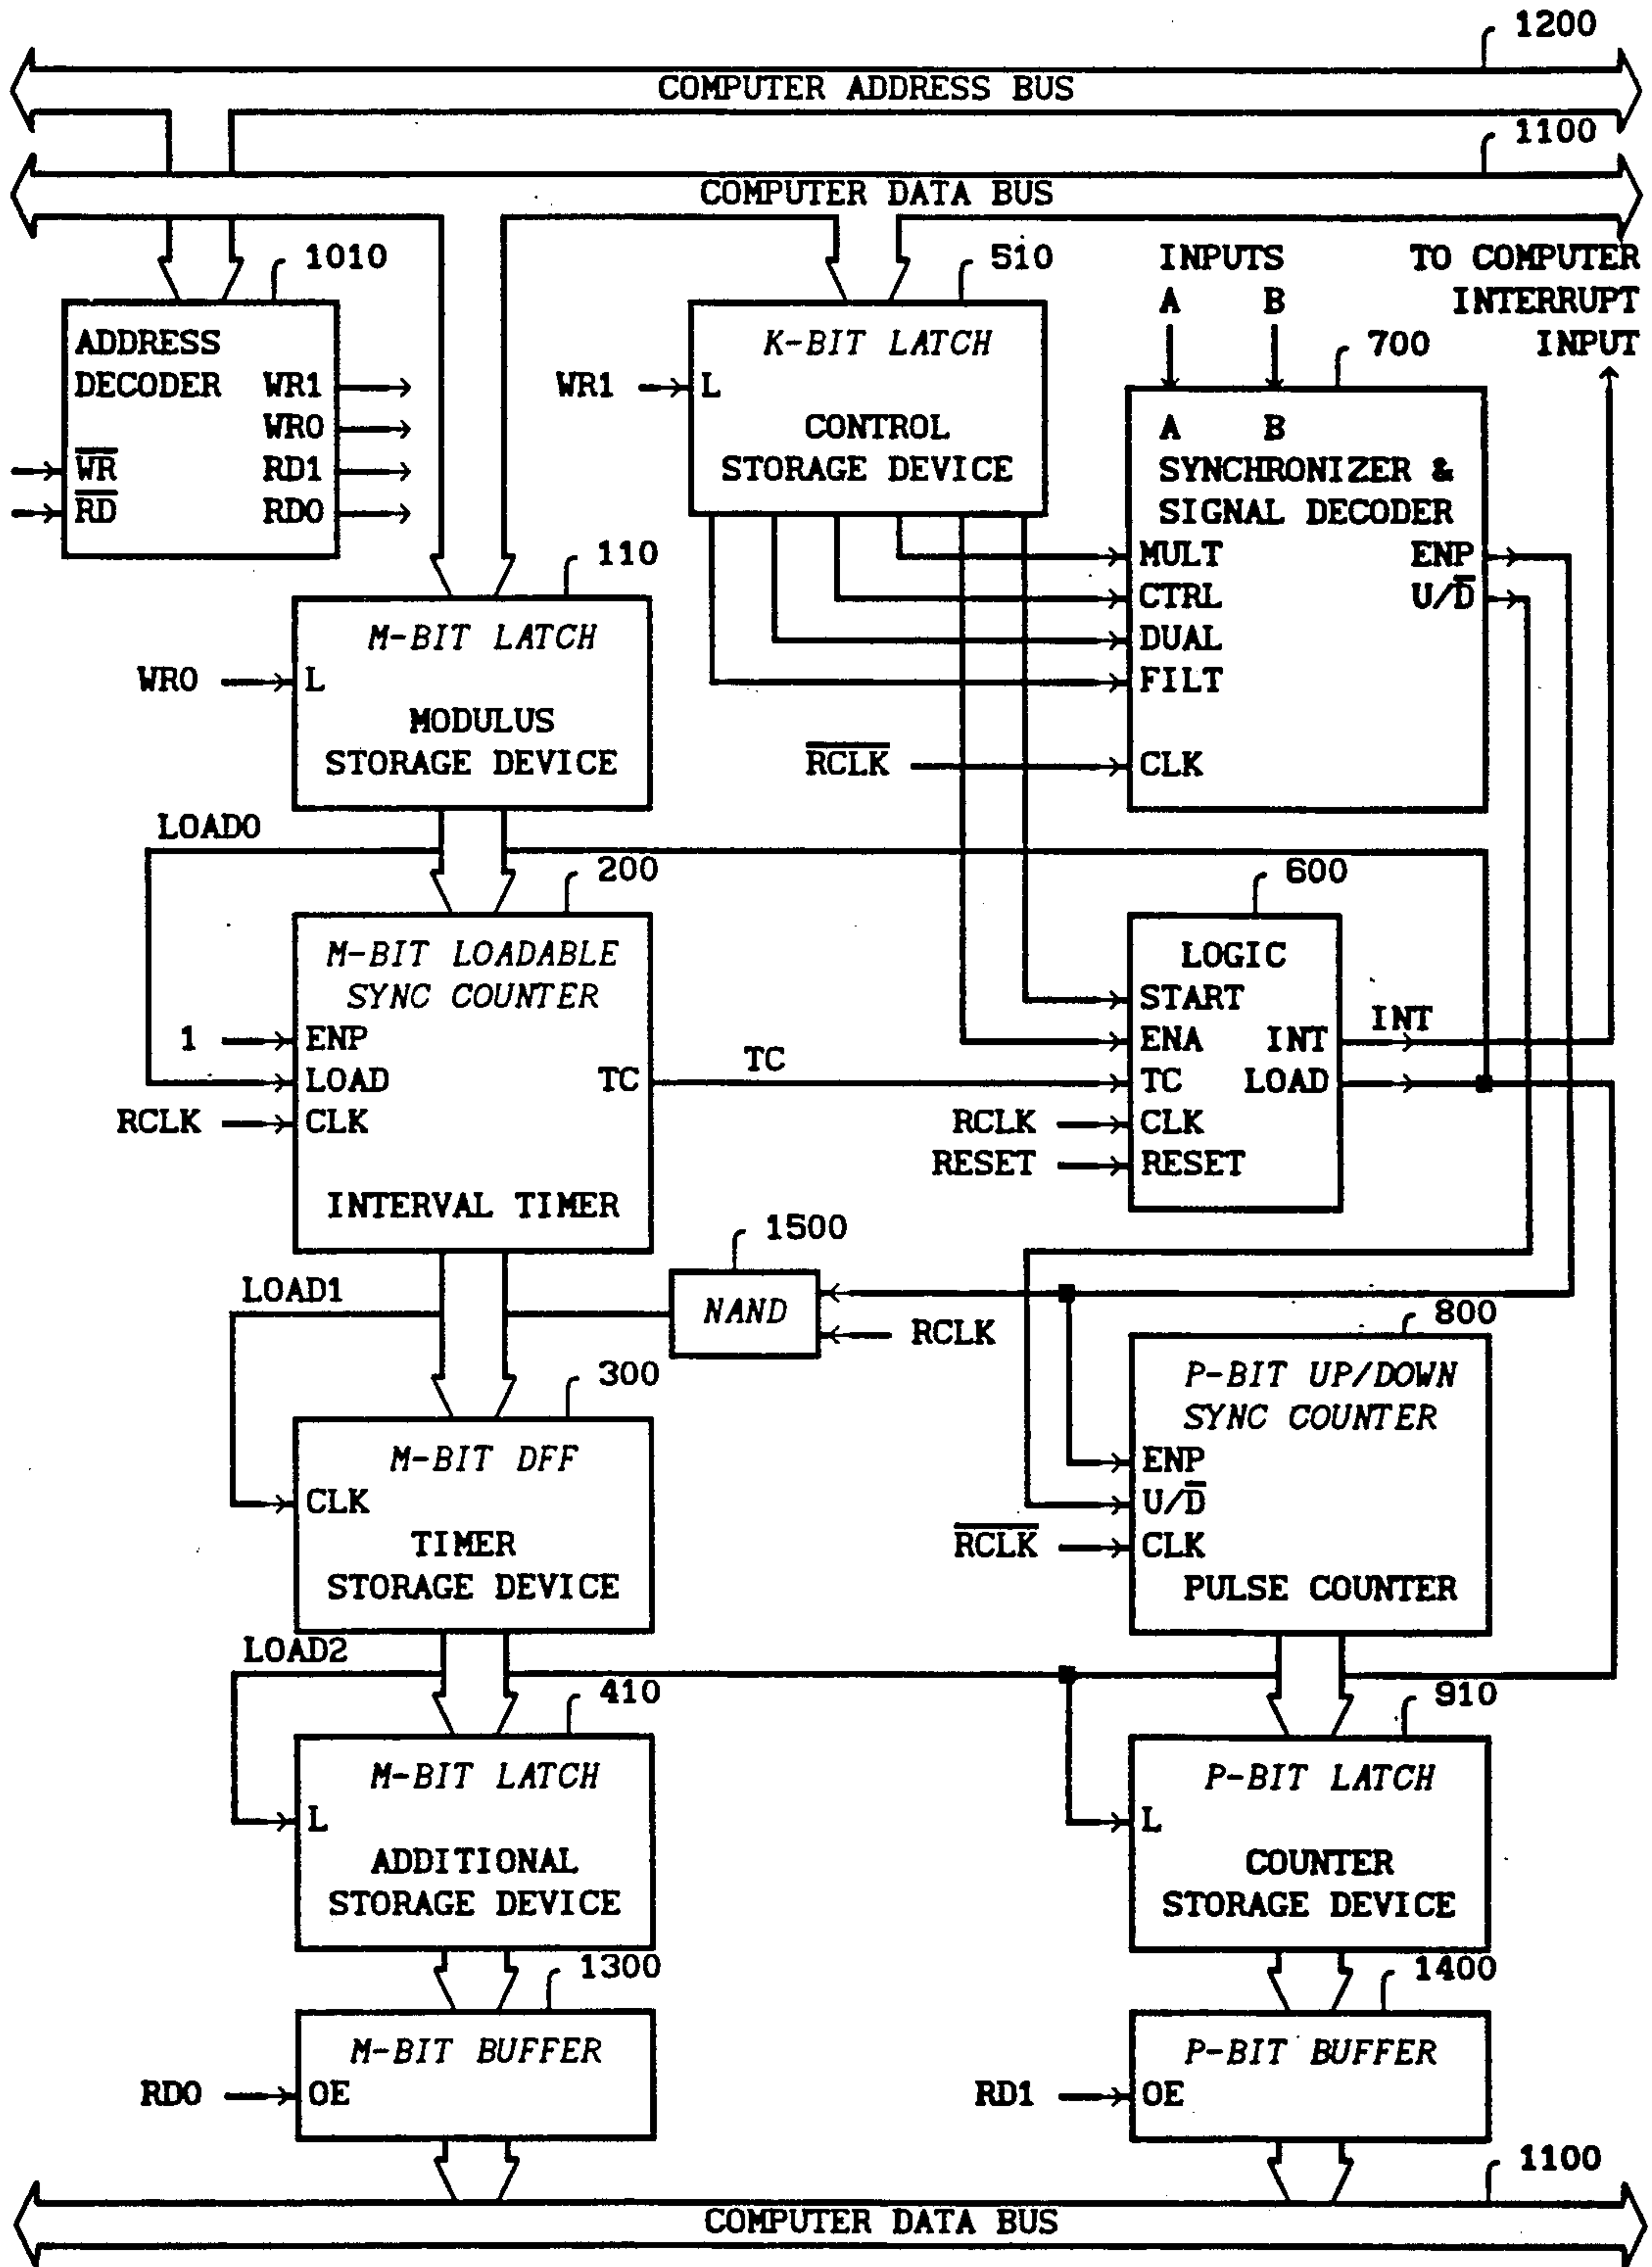 1200
COMPUTER ADDRESS BUS
1100
COMPUTER DATA BUS
1010
ADDRESS
DECODER
WR1
WR0
W̅R̅
RD1
R̅D̅
RD0
510
K-BIT LATCH
WR1
L
CONTROL
STORAGE DEVICE
INPUTS
A B
TO COMPUTER
INTERRUPT
INPUT
700
A B
SYNCHRONIZER &
SIGNAL DECODER
MULT
ENP
CTRL
U/D̅
DUAL
FILT
R̅C̅L̅K̅
CLK
110
M-BIT LATCH
WR0
L
MODULUS
STORAGE DEVICE
LOAD0
200
M-BIT LOADABLE
SYNC COUNTER
1
ENP
LOAD
TC
RCLK
CLK
INTERVAL TIMER
TC
600
LOGIC
START
ENA
INT
INT
TC
LOAD
RCLK
CLK
RESET
RESET
1500
NAND
RCLK
LOAD1
300
M-BIT DFF
CLK
TIMER
STORAGE DEVICE
800
P-BIT UP/DOWN
SYNC COUNTER
ENP
U/D̅
R̅C̅L̅K̅
CLK
PULSE COUNTER
LOAD2
410
M-BIT LATCH
L
ADDITIONAL
STORAGE DEVICE
910
P-BIT LATCH
L
COUNTER
STORAGE DEVICE
1300
M-BIT BUFFER
RD0
OE
1400
P-BIT BUFFER
RD1
OE
1100
COMPUTER DATA BUS